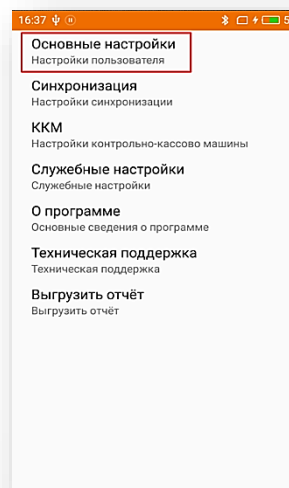 16:37
5
Основные настройки
Настройки пользователя
Синхронизация
Настройки синхронизации
ККМ
Настройки контрольно-кассово машины
Служебные настройки
Служебные настройки
О программе
Основные сведения о программе
Техническая поддержка
Техническая поддержка
Выгрузить отчёт
Выгрузить отчёт